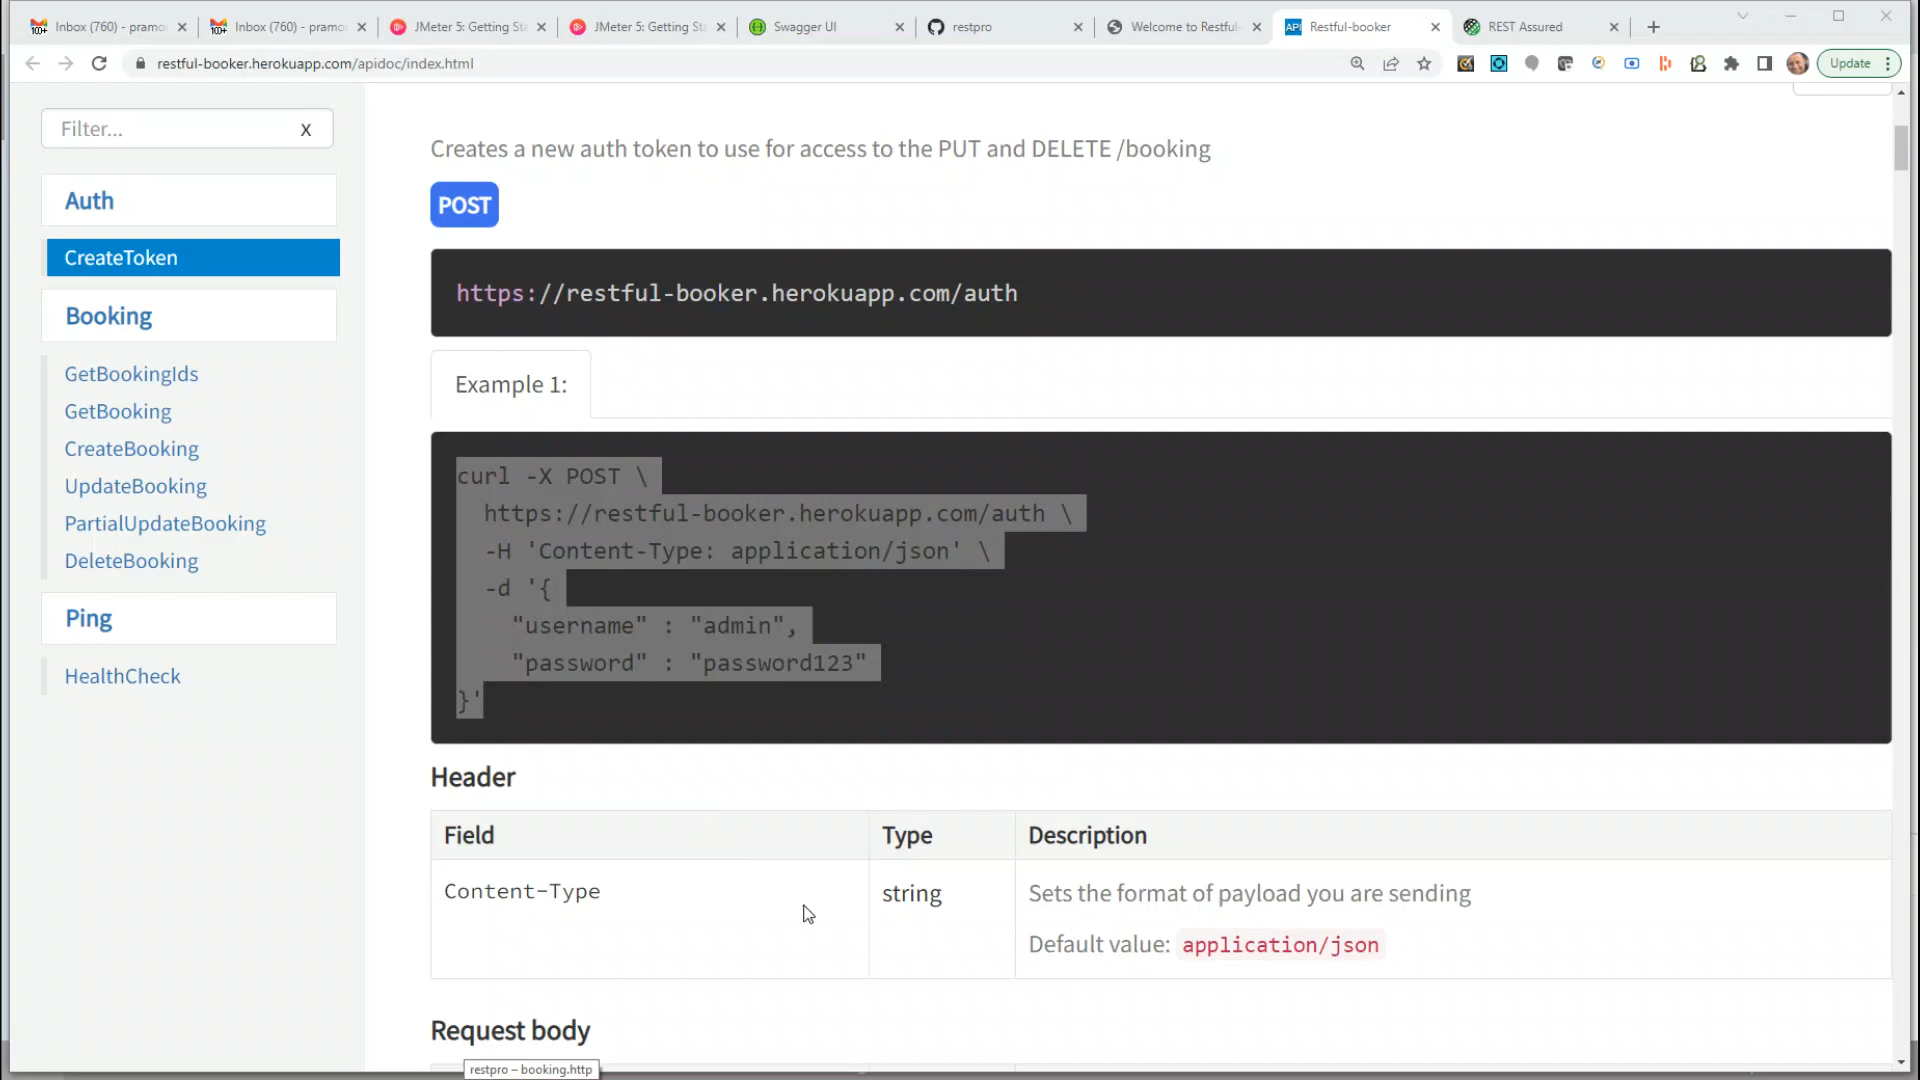 Inbox (760) - pramo
Inbox (760) - pramo
JMeter 5: Getting Sta
JMeter 5: Getting Sta
Swagger UI
restpro
Welcome to Restful-
API
Restful-booker
REST Assured
restful-booker.herokuapp.com/apidoc/index.html
Update
Filter...
X
Auth
CreateToken
Booking
GetBookingIds
GetBooking
CreateBooking
UpdateBooking
PartialUpdateBooking
DeleteBooking
Ping
HealthCheck
Creates a new auth token to use for access to the PUT and DELETE /booking
POST
https://restful-booker.herokuapp.com/auth
Example 1:
curl -X POST \
https://restful-booker.herokuapp.com/auth \
-H 'Content-Type: application/json' \
-d '{
"username" : "admin",
"password" : "password123"
}'
Header
Field Type Description
Content-Type string Sets the format of payload you are sending
Default value: application/json
Request body
restpro – booking.http